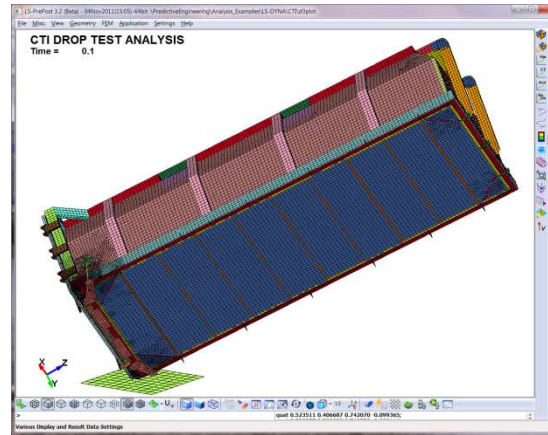 LS-PrePost 3.2 (Beta) - 04Nov2011(15:05) -64bit I:\PredictiveEngineering\Analysis_Examples\LS-DYNA\CTI\d3plot
File Misc. View Geometry FEM Application Settings Help
CTI DROP TEST ANALYSIS
Time = 0.1
X
Z
Y
>
quat 0.523511 0.406687 0.742070 -0.099365;
Various Display and Result Data Settings